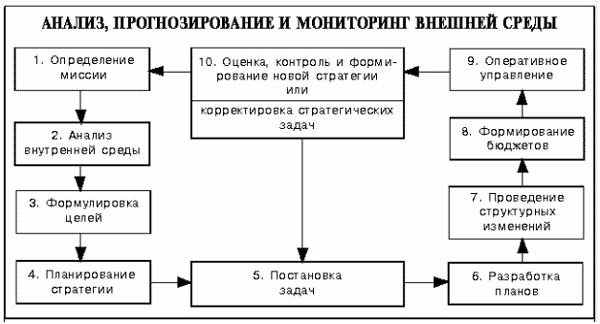 АНАЛИЗ, ПРОГНОЗИРОВАНИЕ И МОНИТОРИНГ ВНЕШНЕЙ СРЕДЫ
1. Определение
миссии
2. Анализ
внутренней среды
3. Формулировка
целей
4. Планирование
стратегии
10. Оценка, контроль и форми-
рование новой стратегии
или
корректировка стратегических
задач
5. Постановка
задач
9. Оперативное
управление
8. Формирование
бюджетов
7. Проведение
структурных
изменений
6. Разработка
планов